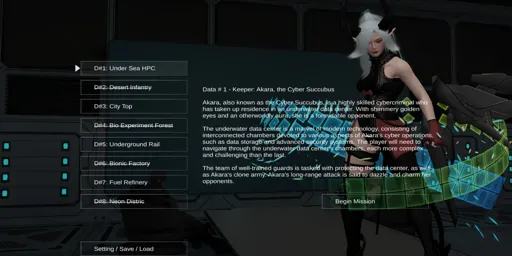 D#1: Under Sea HPC
D#2: Desert Infantry
D#3: City Top
D#4: Bio Experiment Forest
D#5: Underground Rail
D#6: Bionic Factory
D#7: Fuel Refinery
D#8: Neon Distric
Setting / Save / Load
Data # 1 - Keeper: Akara, the Cyber Succubus
Akara, also known as the Cyber Succubus, is a highly skilled cybercriminal who
has taken up residence in an underwater data center. With shimmery golden
eyes and an otherworldly aura, she is a formidable opponent.
The underwater data center is a marvel of modern technology, consisting of
interconnected chambers devoted to various aspects of Akara's cyber operations,
such as data storage and advanced security systems. The player will need to
navigate through the underwater data center's chambers, each more complex
and challenging than the last.
The team of well-trained guards is tasked with protecting the data center, as well
as Akara's clone army. Akara's long-range attack is said to dazzle and charm her
opponents.
Begin Mission